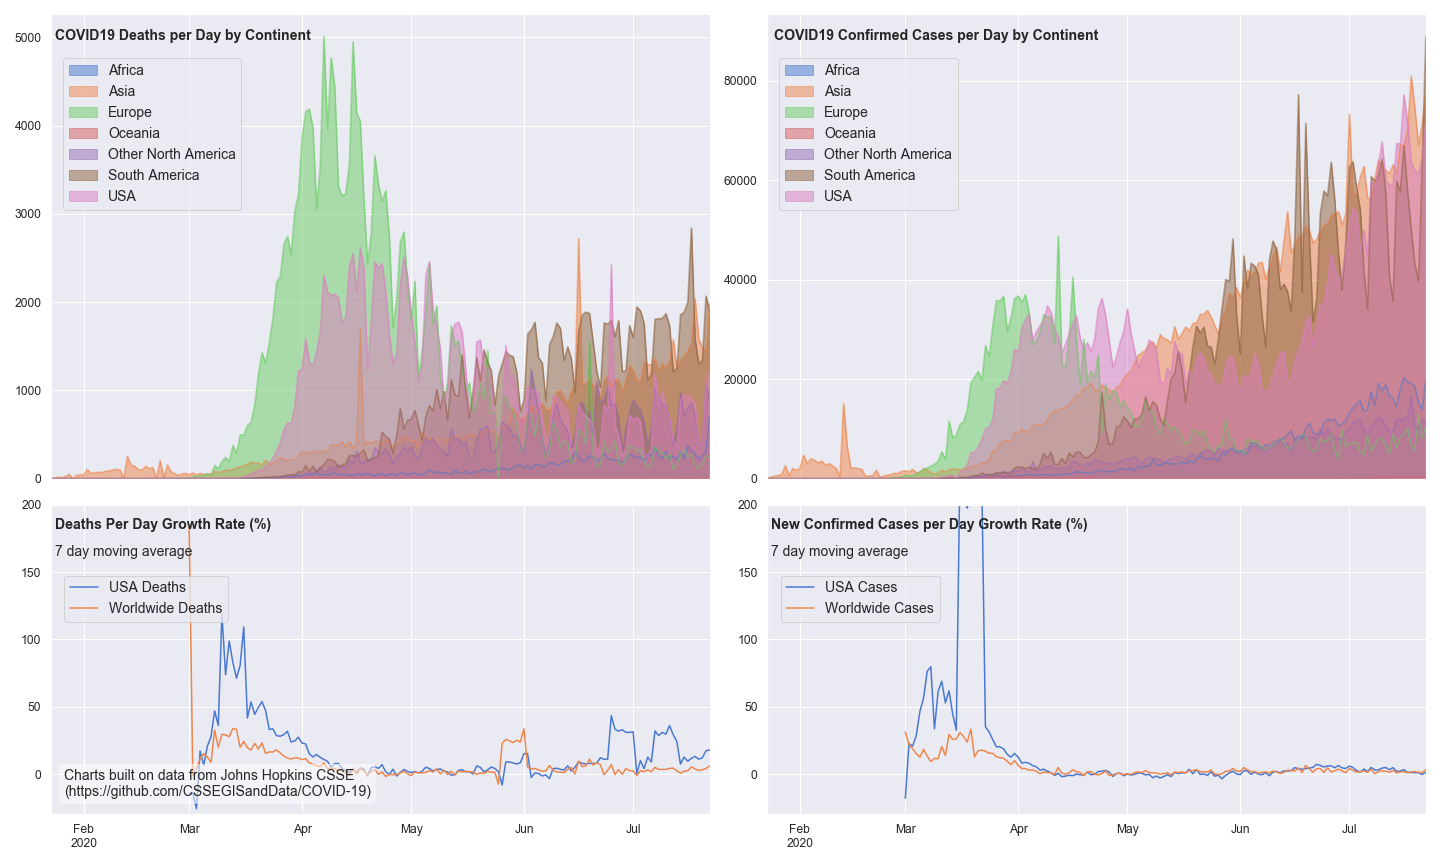 COVID19 Deaths per Day by Continent
Africa
Asia
Europe
Oceania
Other North America
South America
USA
5000
4000
3000
2000
1000
0
COVID19 Confirmed Cases per Day by Continent
Africa
Asia
Europe
Oceania
Other North America
South America
USA
80000
60000
40000
20000
0
Deaths Per Day Growth Rate (%)
7 day moving average
USA Deaths
Worldwide Deaths
200
150
100
50
0
Charts built on data from Johns Hopkins CSSE
(https://github.com/CSSEGISandData/COVID-19)
Feb Mar Apr May Jun Jul
2020
New Confirmed Cases per Day Growth Rate (%)
7 day moving average
USA Cases
Worldwide Cases
200
150
100
50
0
Feb Mar Apr May Jun Jul
2020